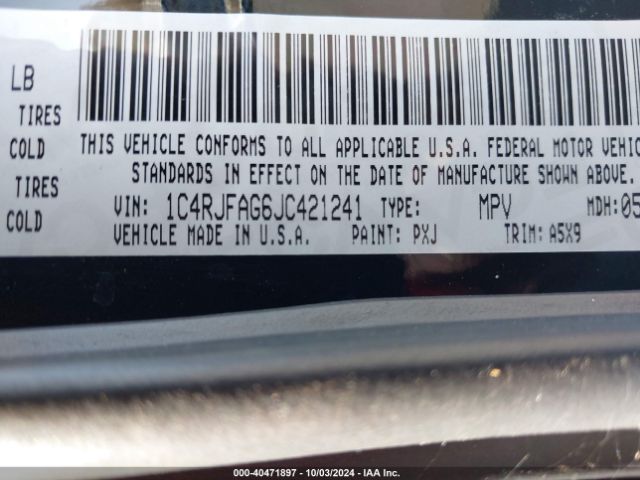 LB
TIRES
COLD
TIRES
COLD
THIS VEHICLE CONFORMS TO ALL APPLICABLE U.S.A. FEDERAL MOTOR VEHIC
STANDARDS IN EFFECT ON THE DATE OF MANUFACTURE SHOWN ABOVE.
VIN: 1C4RJFAG6JC421241 TYPE: MPV MDH:05
VEHICLE MADE IN U.S.A. PAINT: PXJ TRIM: A5X9
000-40471897 - 10/03/2024 - IAA Inc.